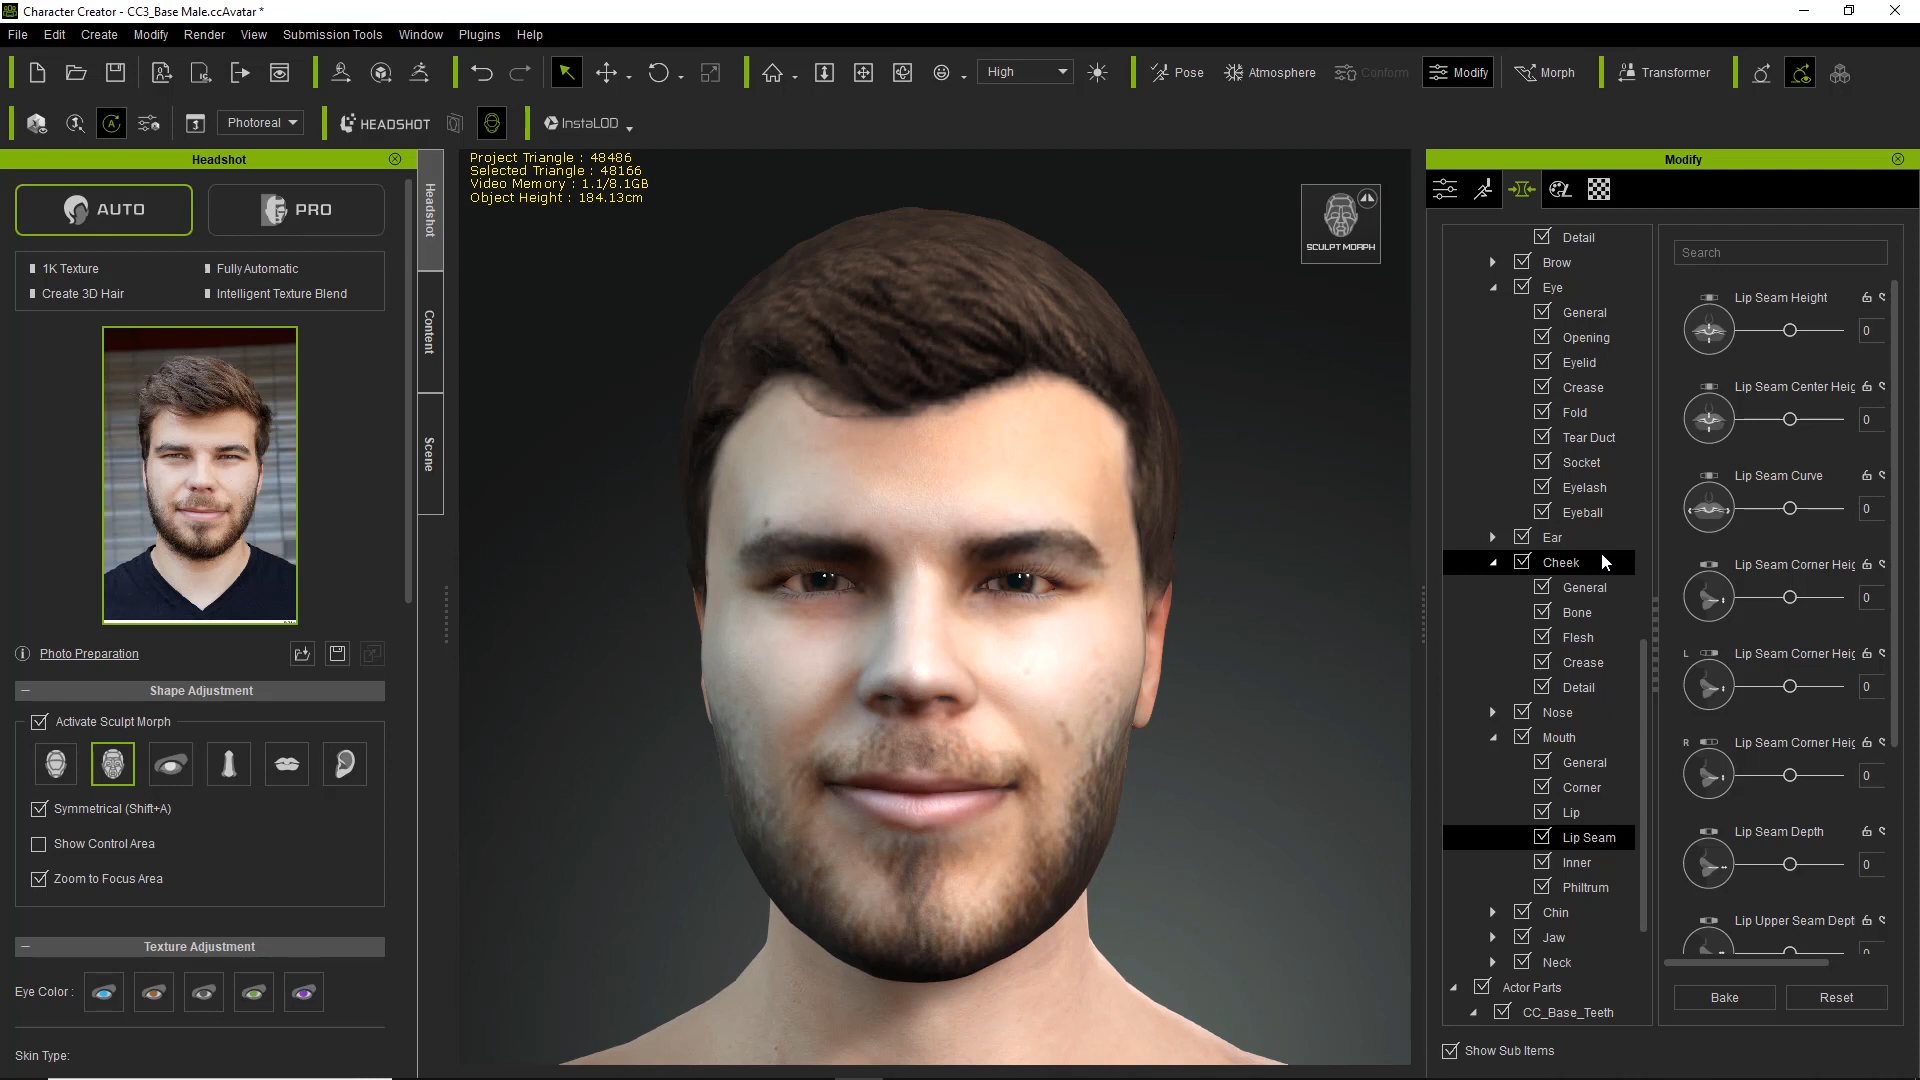 Character Creator - CC3_Base Male.ccAvatar *
File Edit Create Modify Render View Submission Tools Window Plugins Help
High Pose Atmosphere Conform Modify Morph Transformer
Photoreal HEADSHOT InstaLOD
Headshot
AUTO PRO
1K Texture Fully Automatic
Create 3D Hair Intelligent Texture Blend
Photo Preparation
Shape Adjustment
Activate Sculpt Morph
Symmetrical (Shift+A)
Show Control Area
Zoom to Focus Area
Texture Adjustment
Eye Color :
Skin Type:
Headshot
Content
Scene
Project Triangle : 48486
Selected Triangle : 48166
Video Memory : 1.1/8.1GB
Object Height : 184.13cm
SCULPT MORPH
Modify
Detail
Brow
Eye
General
Opening
Eyelid
Crease
Fold
Tear Duct
Socket
Eyelash
Eyeball
Ear
Cheek
General
Bone
Flesh
Crease
Detail
Nose
Mouth
General
Corner
Lip
Lip Seam
Inner
Philtrum
Chin
Jaw
Neck
Actor Parts
CC_Base_Teeth
Show Sub Items
Search
Lip Seam Height
0
Lip Seam Center Heig
0
Lip Seam Curve
0
Lip Seam Corner Heig
0
L Lip Seam Corner Heig
0
R Lip Seam Corner Heig
0
Lip Seam Depth
0
Lip Upper Seam Dept
0
Bake Reset